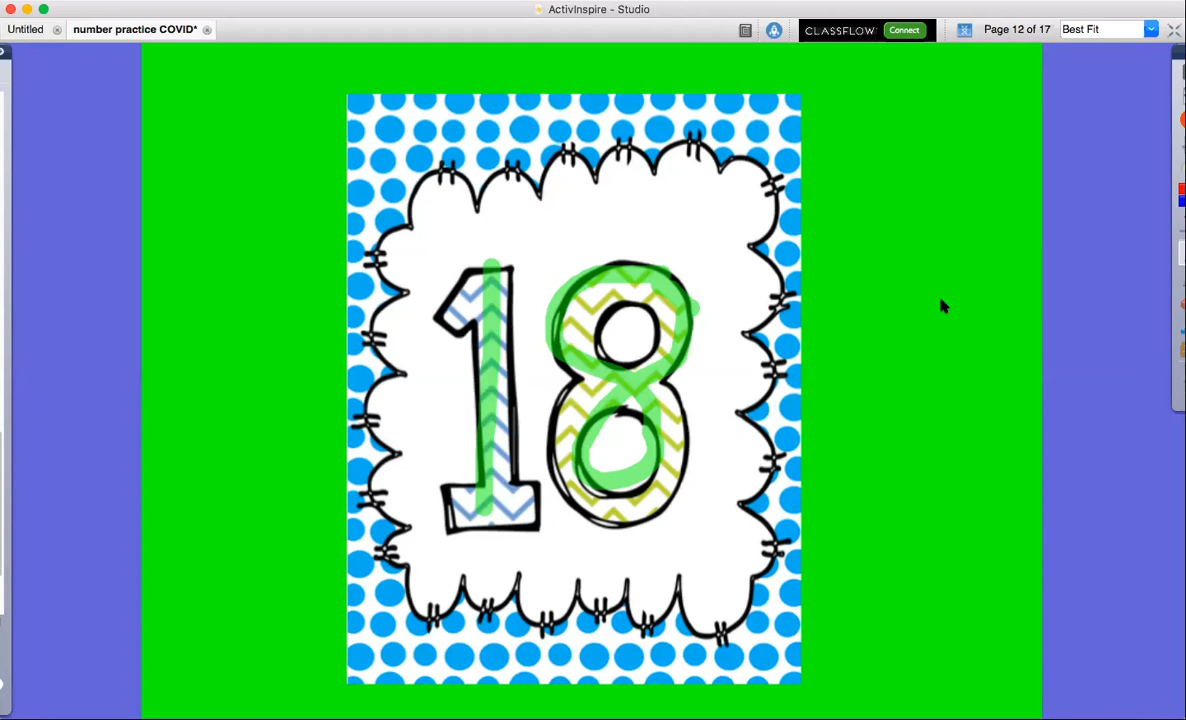 ActivInspire - Studio
Untitled
number practice COVID*
CLASSFLOW Connect
Page 12 of 17
Best Fit
18